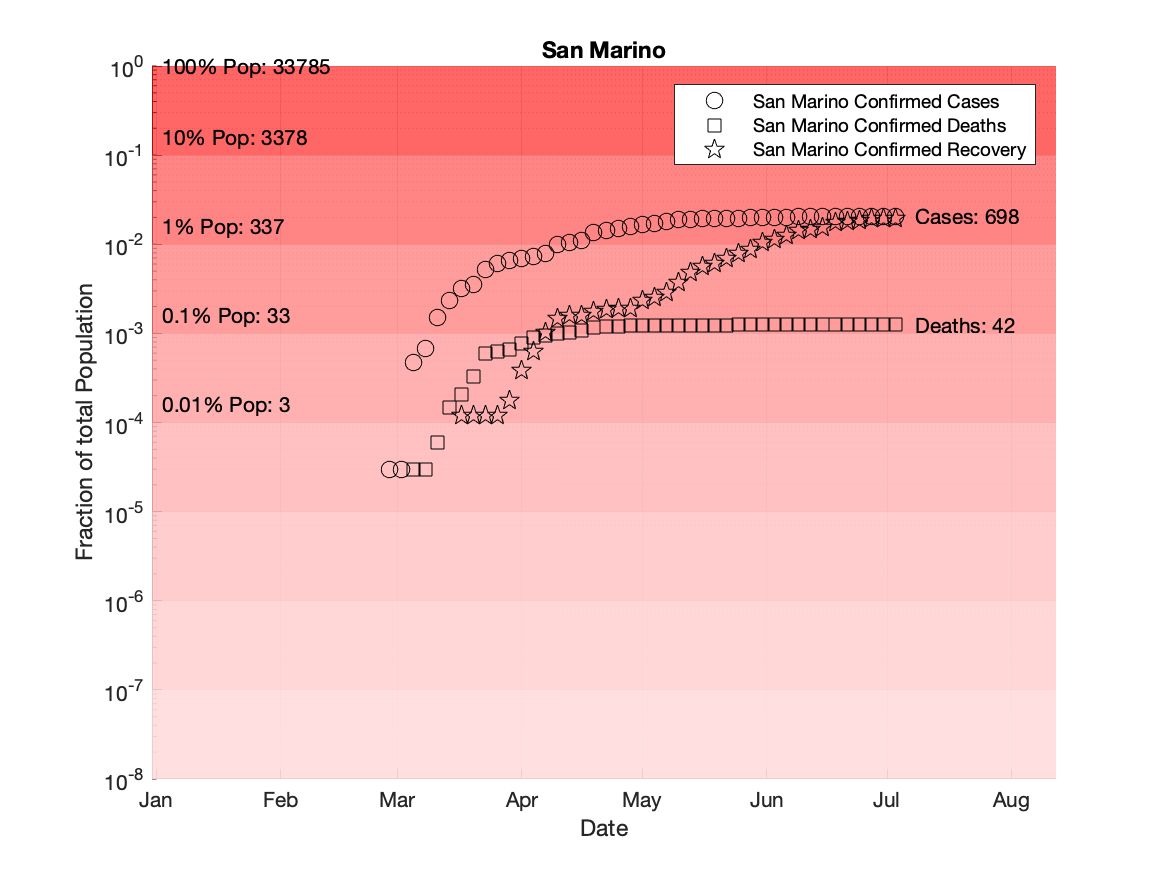 San Marino
10^0
100% Pop: 33785
San Marino Confirmed Cases
San Marino Confirmed Deaths
San Marino Confirmed Recovery
10% Pop: 3378
10^-1
1% Pop: 337
Cases: 698
10^-2
0.1% Pop: 33
Deaths: 42
10^-3
0.01% Pop: 3
10^-4
10^-5
10^-6
10^-7
10^-8
Fraction of total Population
Jan Feb Mar Apr May Jun Jul Aug
Date